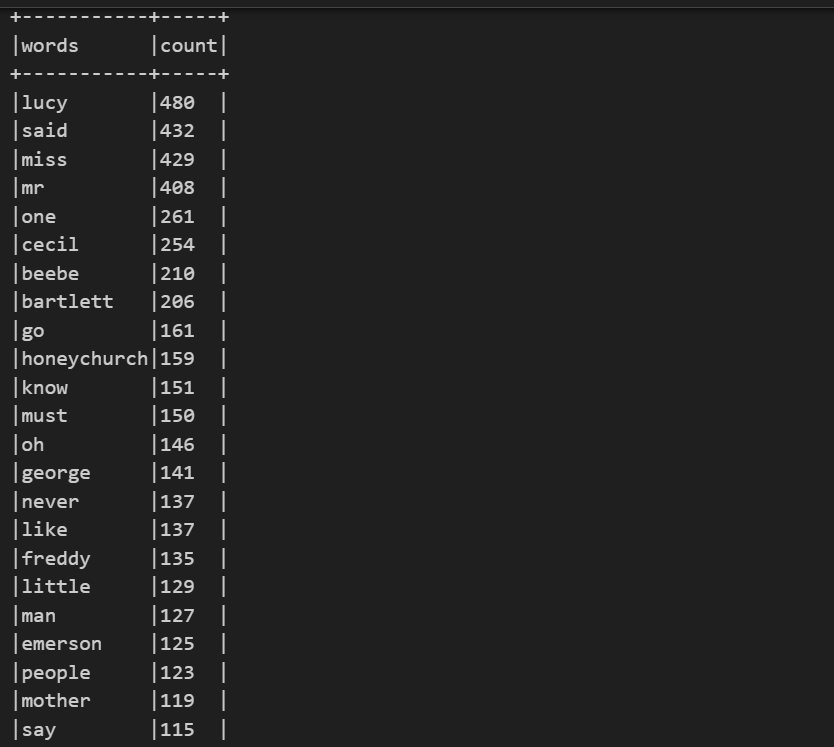 +-----------+-----+
|words      |count|
+-----------+-----+
|lucy       |480  |
|said       |432  |
|miss       |429  |
|mr         |408  |
|one        |261  |
|cecil      |254  |
|beebe      |210  |
|bartlett   |206  |
|go         |161  |
|honeychurch|159  |
|know       |151  |
|must       |150  |
|oh         |146  |
|george     |141  |
|never      |137  |
|like       |137  |
|freddy     |135  |
|little     |129  |
|man        |127  |
|emerson    |125  |
|people     |123  |
|mother     |119  |
|say        |115  |